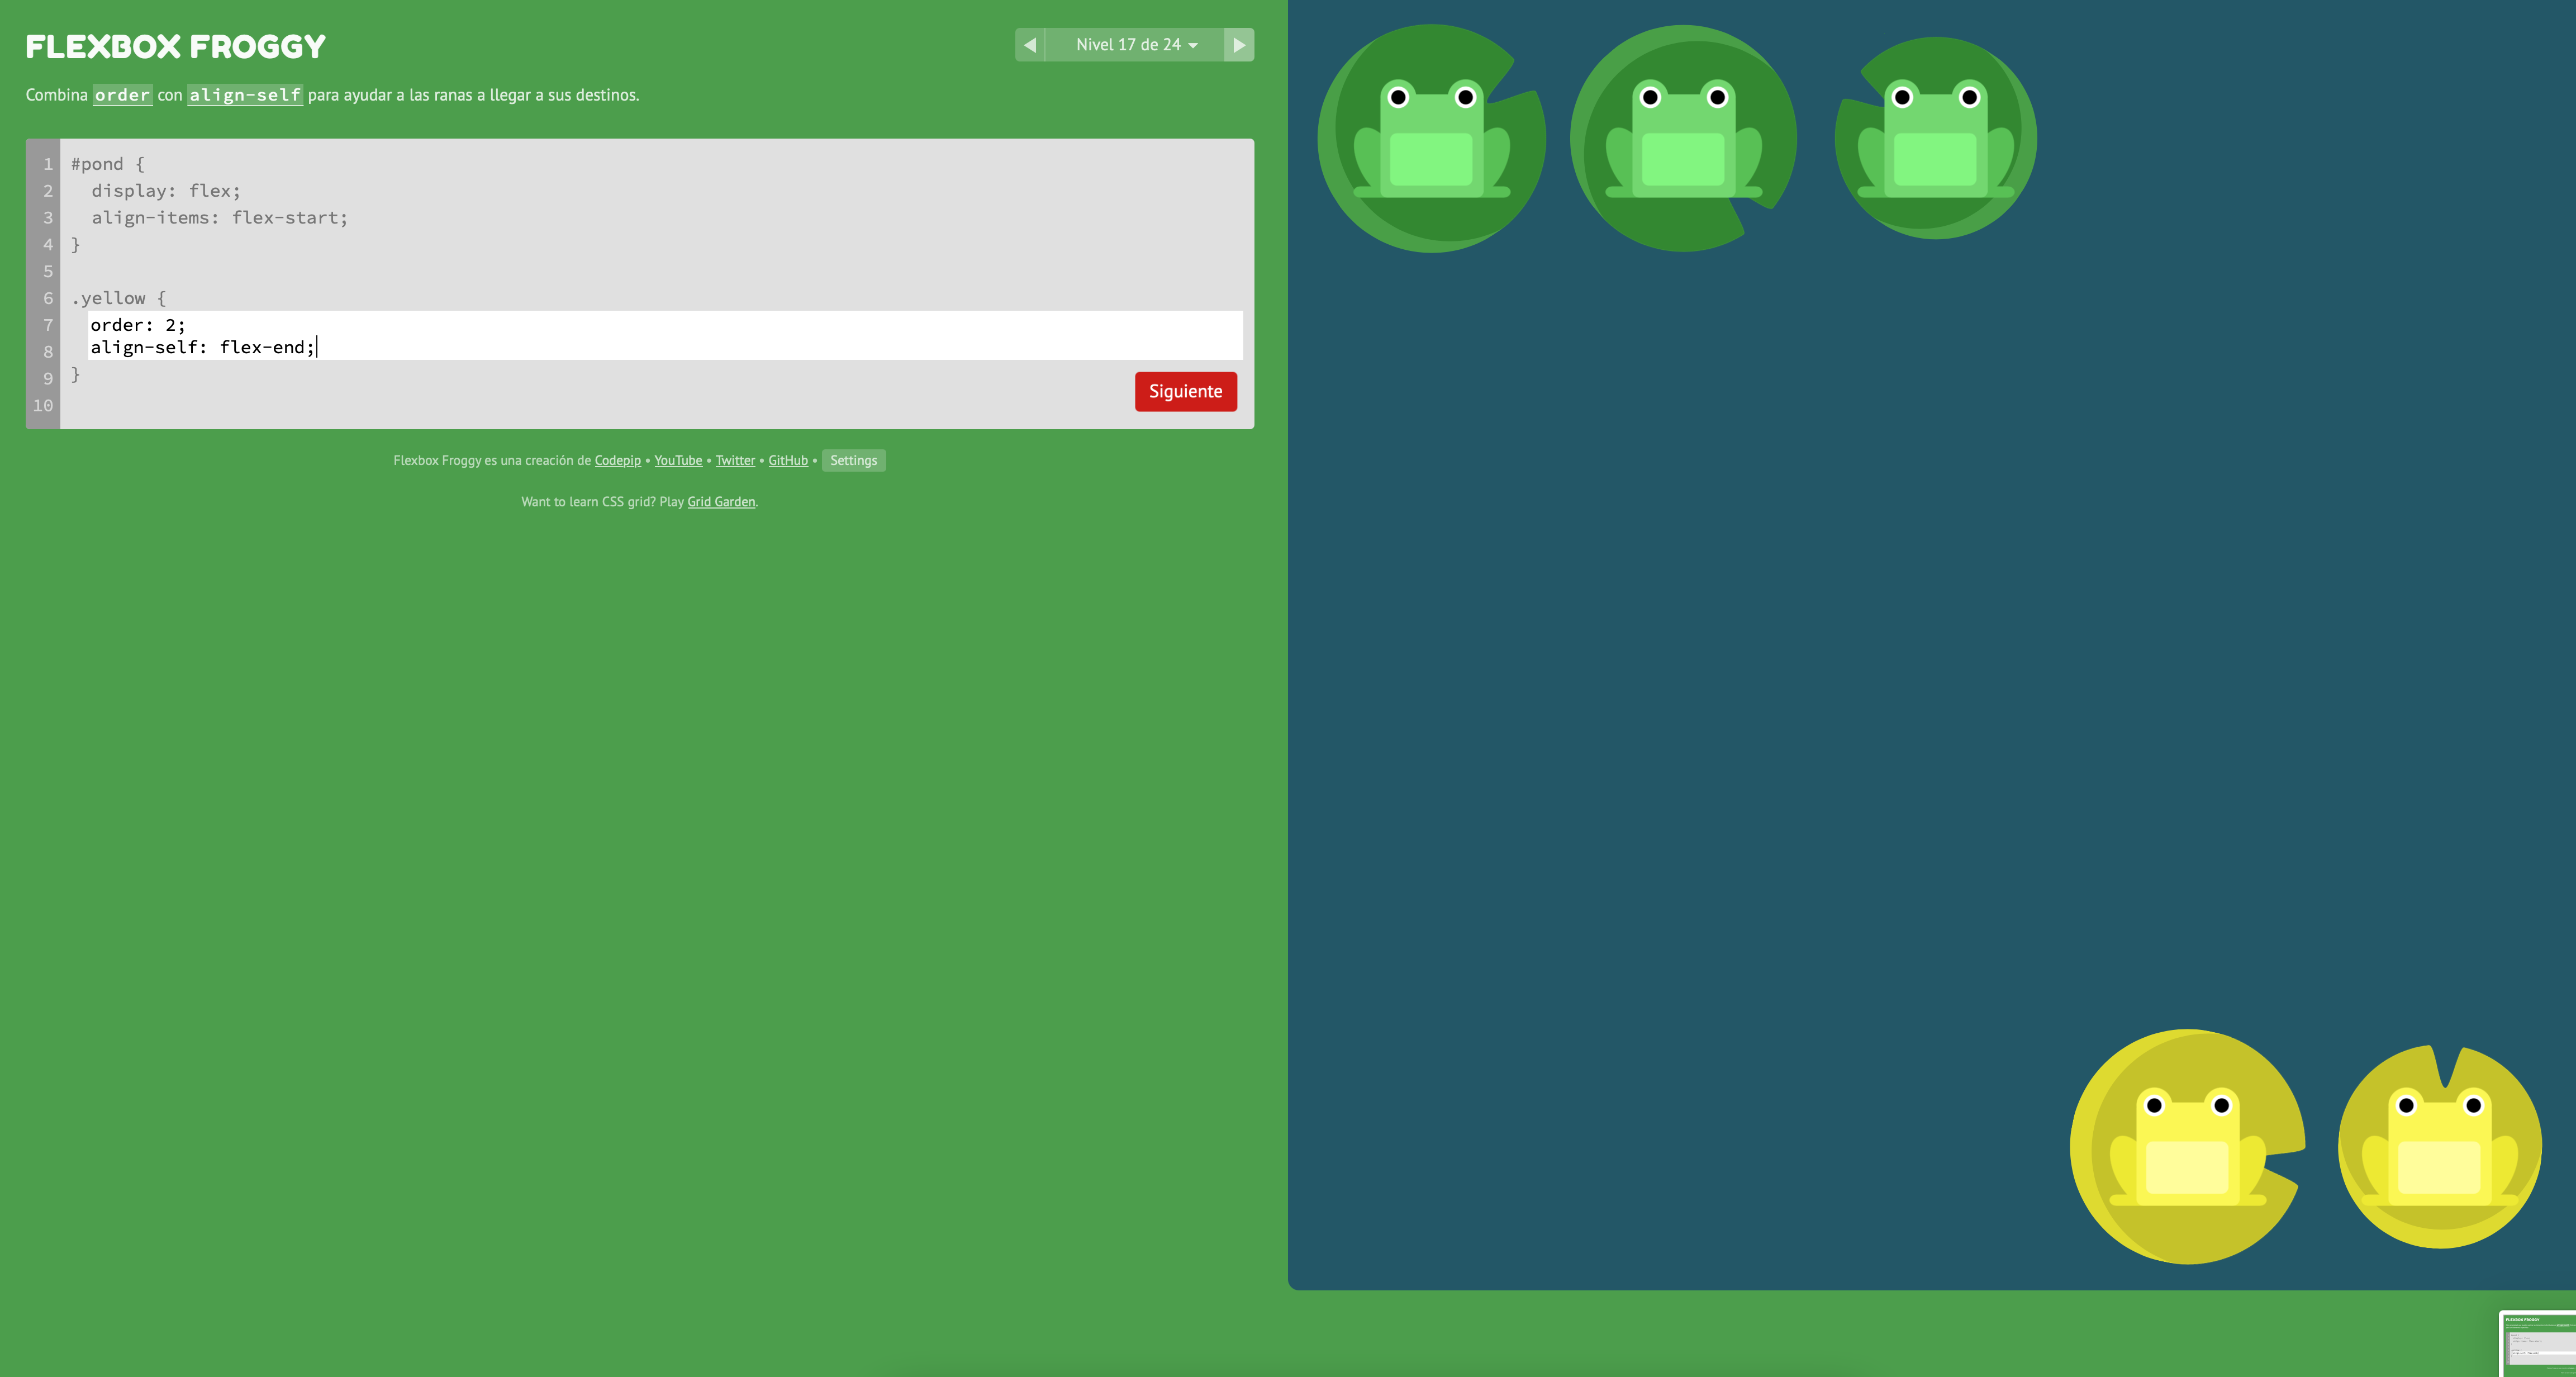 FLEXBOX FROGGY
Nivel 17 de 24
Combina order con align-self para ayudar a las ranas a llegar a sus destinos.
1 #pond {
2 display: flex;
3 align-items: flex-start;
4 }
5
6 .yellow {
7 order: 2;
8 align-self: flex-end;
9 }
10
Siguiente
Flexbox Froggy es una creación de Codepip • YouTube • Twitter • GitHub • Settings
Want to learn CSS grid? Play Grid Garden.
FLEXBOX FROGGY